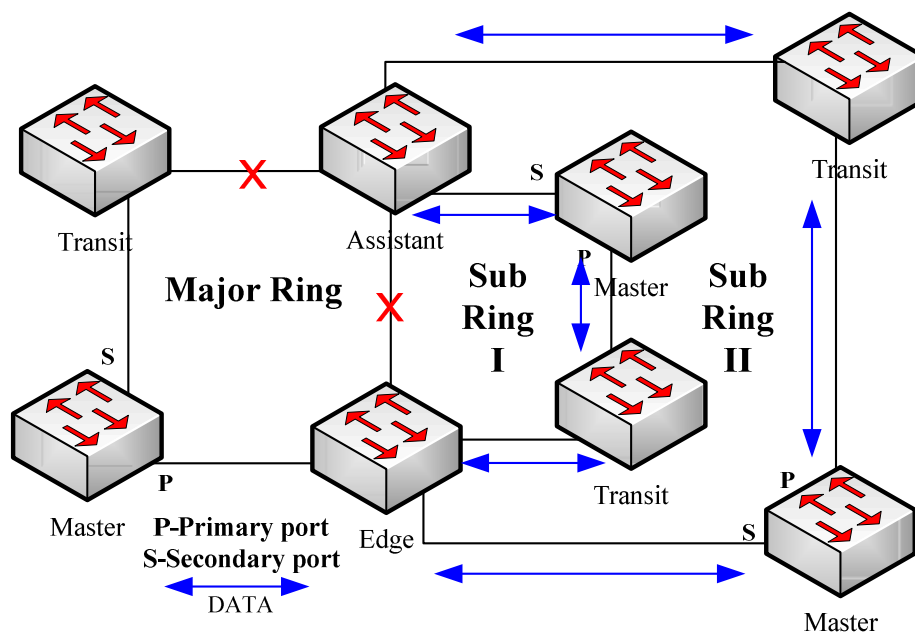 Transit
S
Transit
Assistant
P
Master
Major Ring
Sub
Ring
I
Sub
Ring
II
S
P
Master
P-Primary port
S-Secondary port
DATA
Edge
Transit
P
S
Master